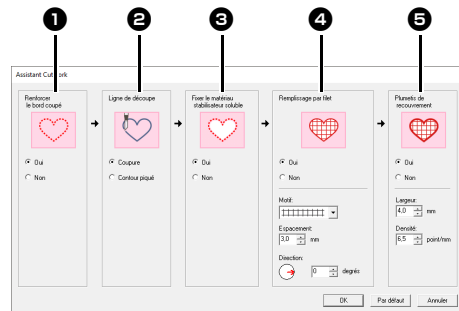 1 2 3 4 5
Assistant Cutwork
Renforcer
le bord coupé
Oui
Non
Ligne de découpe
Coupure
Contour piqué
Fixer le matériau
stabilisateur soluble
Oui
Non
Remplissage par filet
Oui
Non
Motif:
Espacement:
3,0 mm
Direction:
0 degrés
Plumetis de
recouvrement
Oui
Non
Largeur:
4,0 mm
Densité:
6,5 point/mm
OK Par défaut Annuler